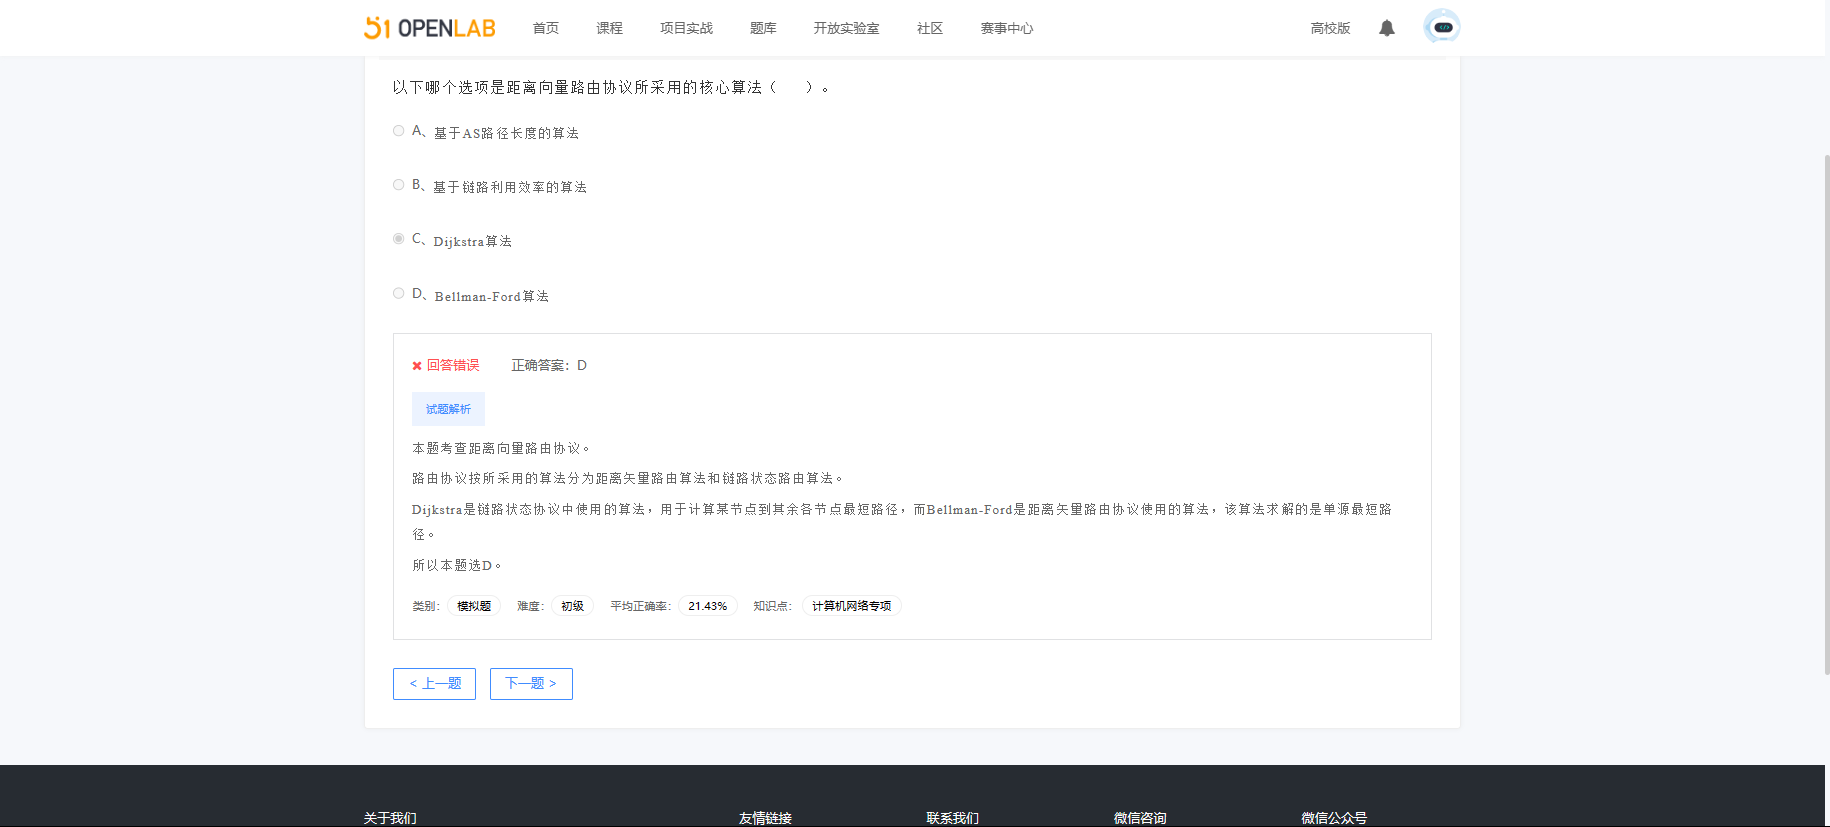 51 OPENLAB 首页 课程 项目实战 题库 开放实验室 社区 赛事中心 高校版
以下哪个选项是距离向量路由协议所采用的核心算法（ ）。
A、基于AS路径长度的算法
B、基于链路利用效率的算法
C、Dijkstra算法
D、Bellman-Ford算法
回答错误 正确答案：D
试题解析
本题考查距离向量路由协议。
路由协议按所采用的算法分为距离矢量路由算法和链路状态路由算法。
Dijkstra是链路状态协议中使用的算法，用于计算某节点到其余各节点最短路径，而Bellman-Ford是距离矢量路由协议使用的算法，该算法求解的是单源最短路
径。
所以本题选D。
类别： 模拟题 难度： 初级 平均正确率： 21.43% 知识点： 计算机网络专项
< 上一题 下一题 >
关于我们 友情链接 联系我们 微信咨询 微信公众号